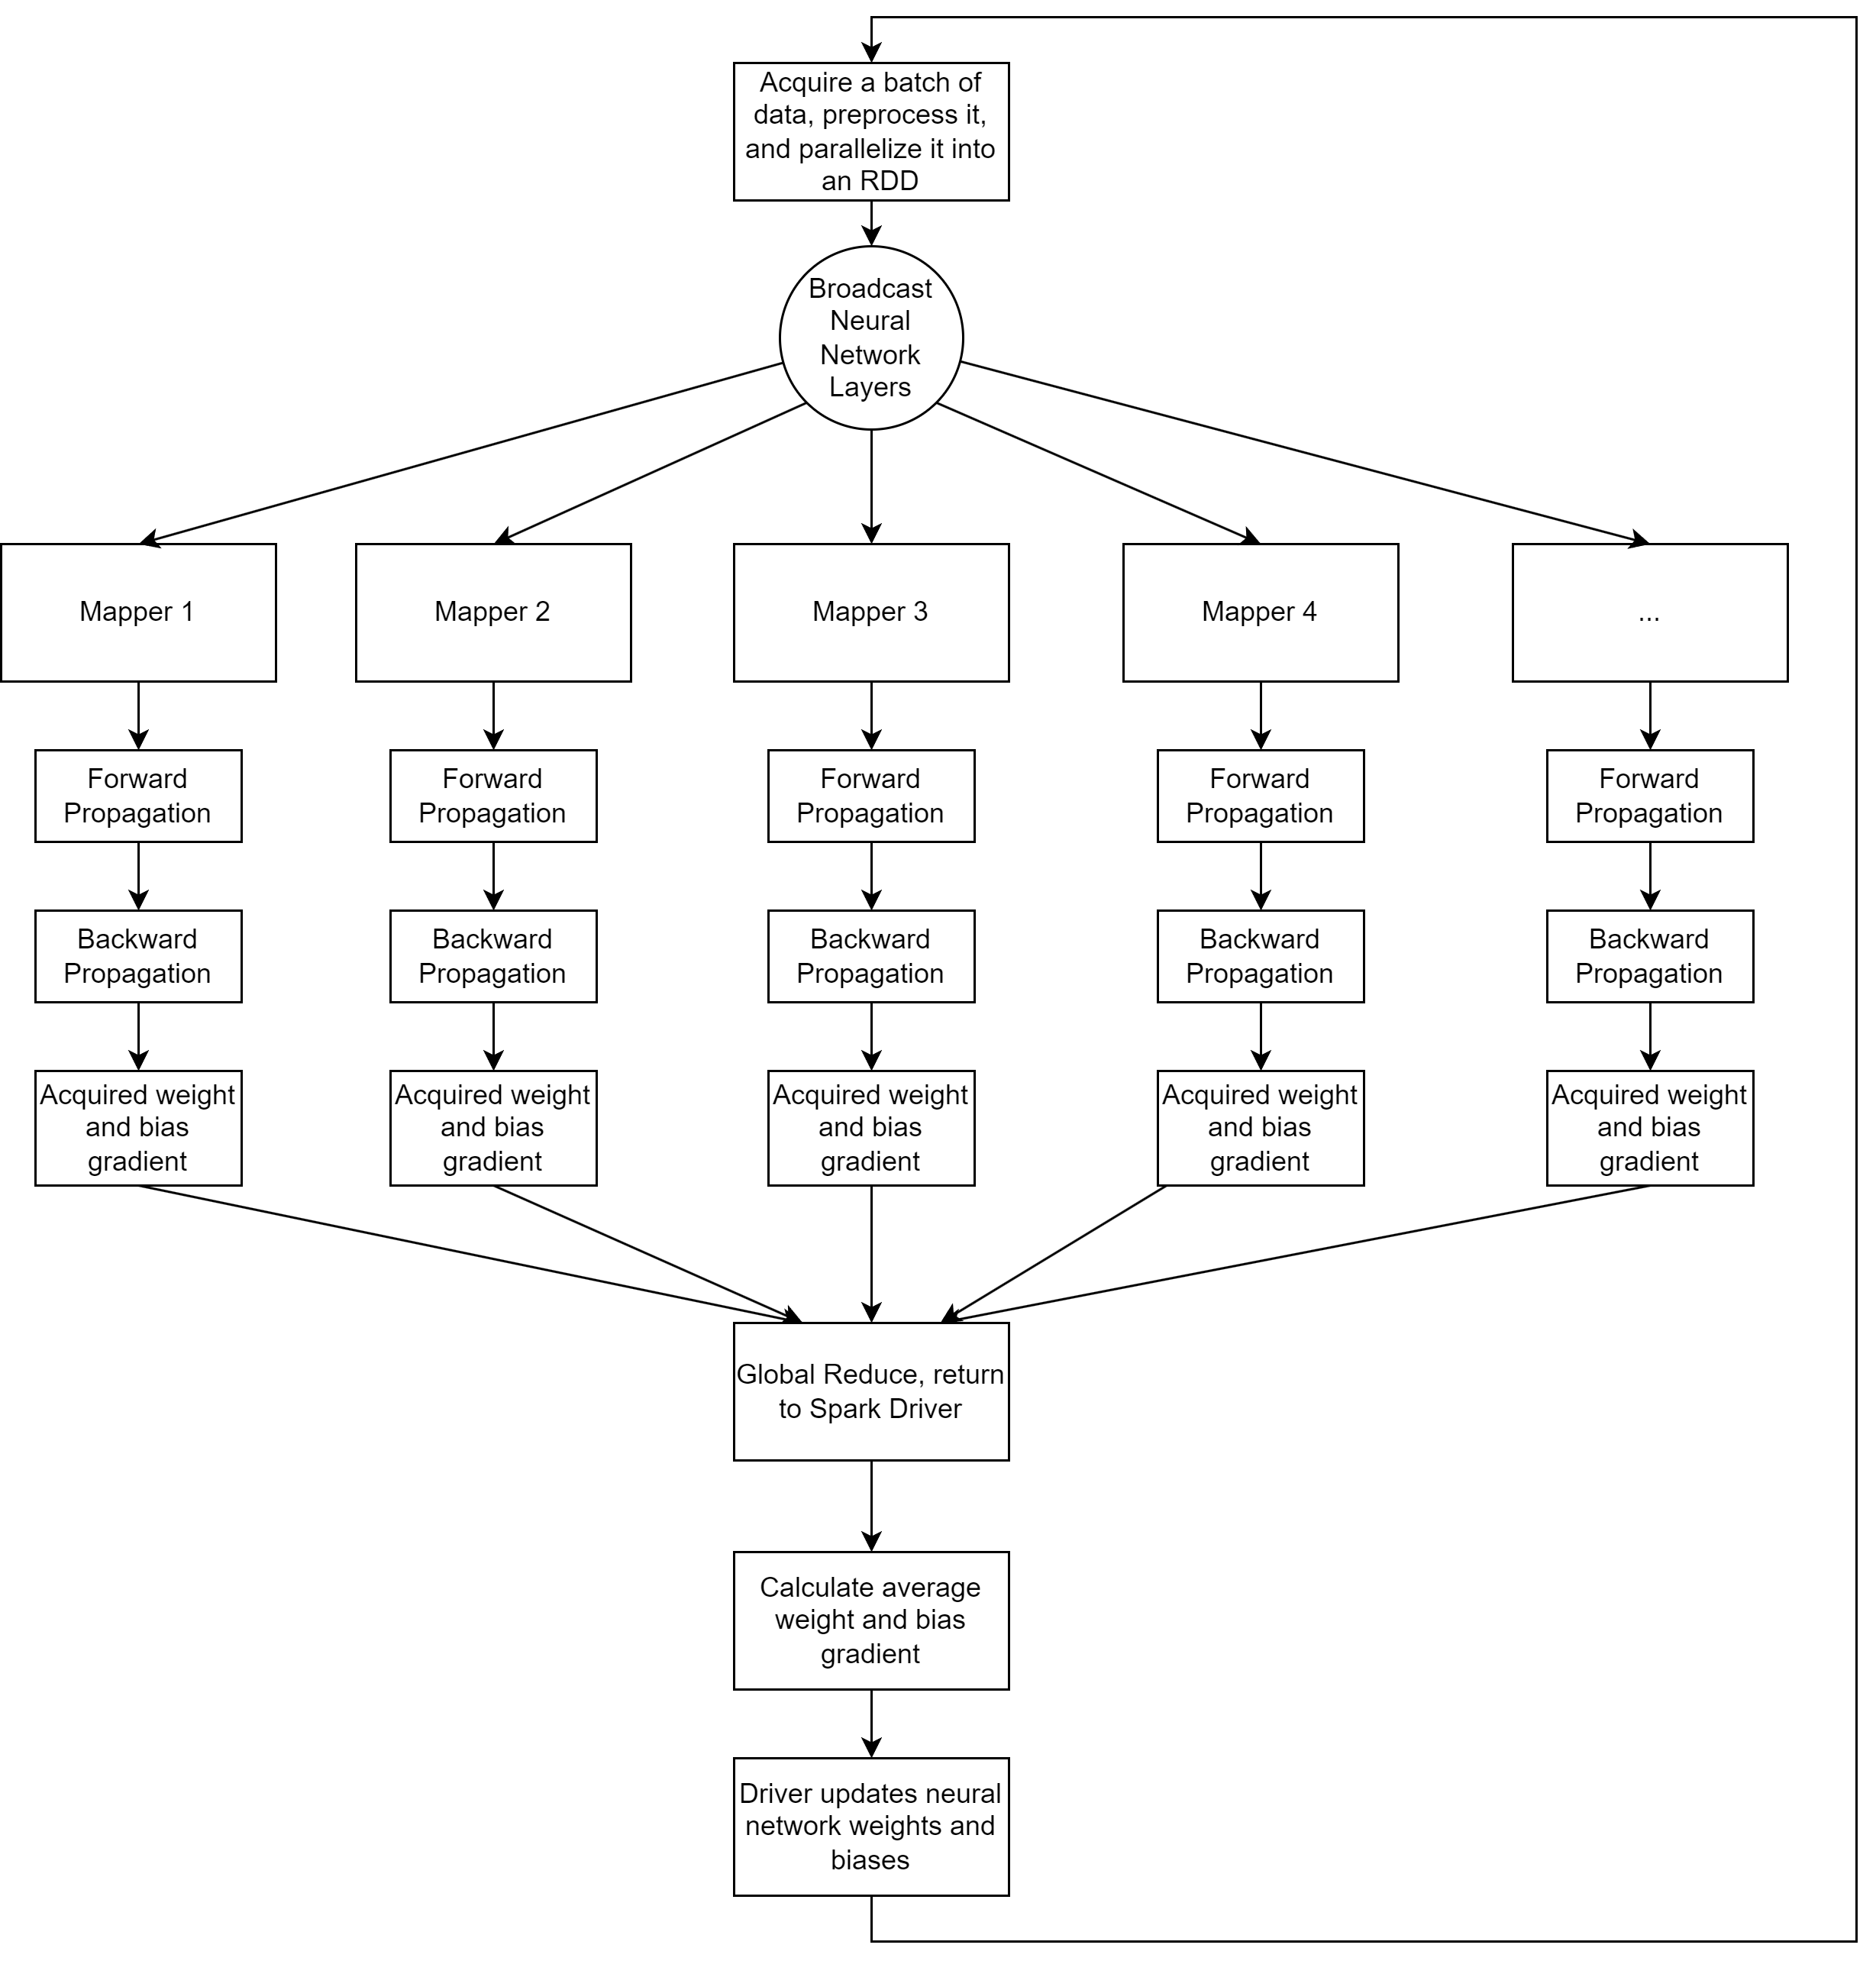 Acquire a batch of
data, preprocess it,
and parallelize it into
an RDD
Broadcast
Neural
Network
Layers
Mapper 1
Mapper 2
Mapper 3
Mapper 4
...
Forward
Propagation
Forward
Propagation
Forward
Propagation
Forward
Propagation
Forward
Propagation
Backward
Propagation
Backward
Propagation
Backward
Propagation
Backward
Propagation
Backward
Propagation
Acquired weight
and bias
gradient
Acquired weight
and bias
gradient
Acquired weight
and bias
gradient
Acquired weight
and bias
gradient
Acquired weight
and bias
gradient
Global Reduce, return
to Spark Driver
Calculate average
weight and bias
gradient
Driver updates neural
network weights and
biases